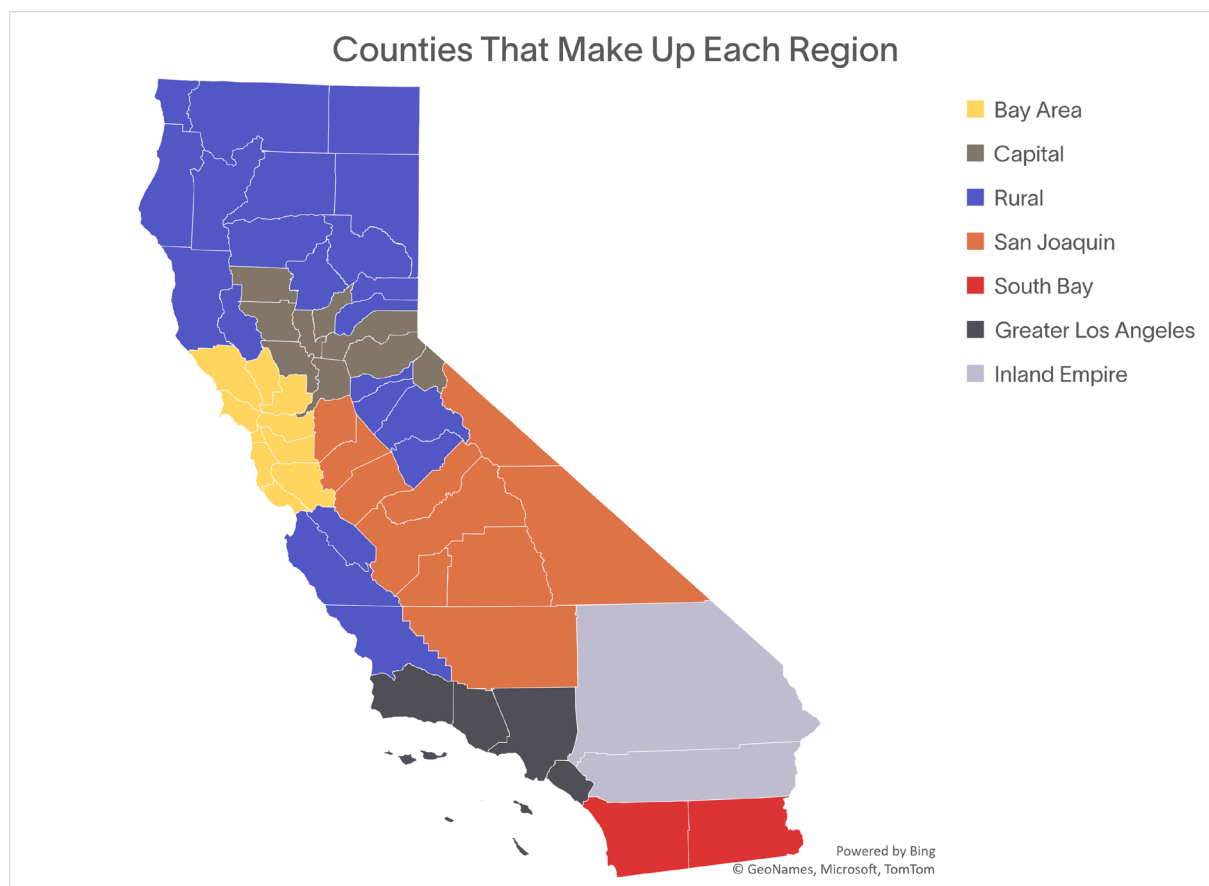 Counties That Make Up Each Region
Bay Area
Capital
Rural
San Joaquin
South Bay
Greater Los Angeles
Inland Empire
Powered by Bing
© GeoNames, Microsoft, TomTom